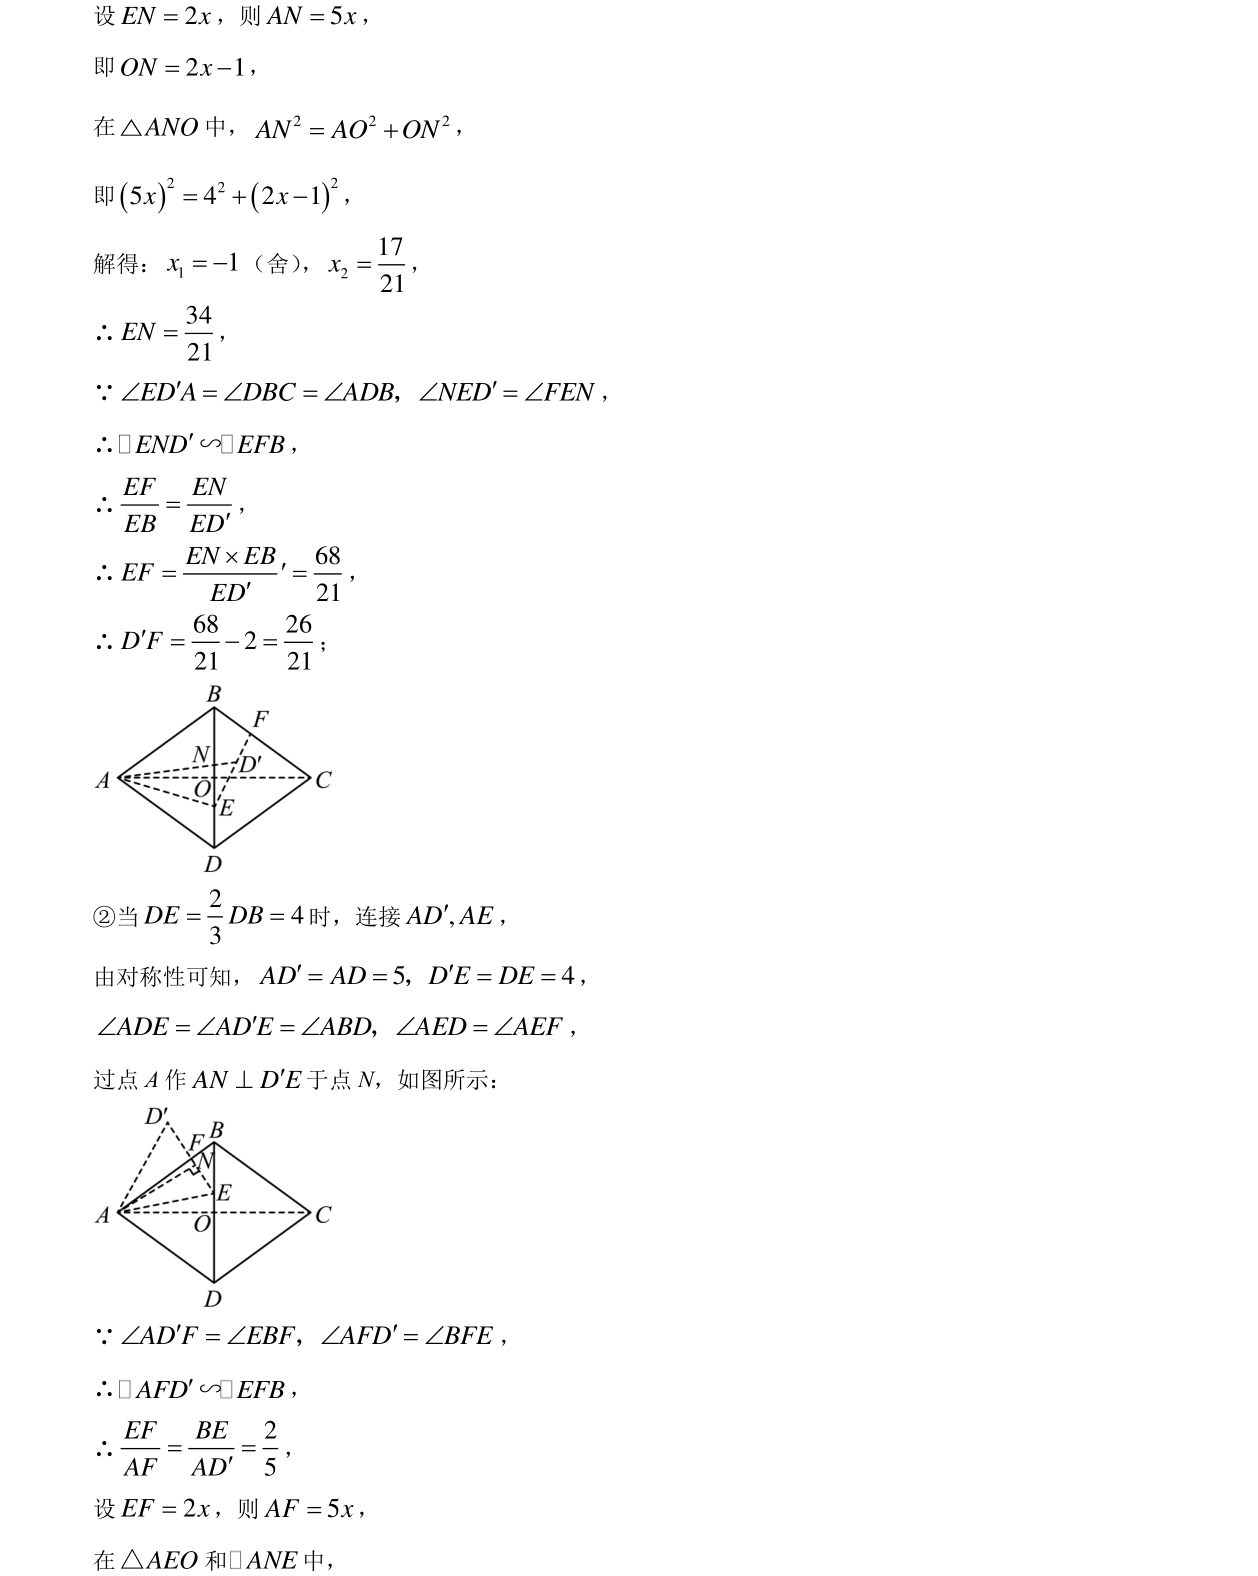 设 EN = 2x，则 AN = 5x，
即 ON = 2x−1，
在 △ANO 中， AN² = AO² + ON²，
即 (5x)² = 4² + (2x−1)²，
解得： x₁ = −1（舍）， x₂ = 17/21，
∴ EN = 34/21，
∵ ∠ED′A = ∠DBC = ∠ADB，∠NED′ = ∠FEN，
∴ □END′ ∽ □EFB，
∴ EF/EB = EN/ED′，
∴ EF = (EN × EB)/ED′ ′ = 68/21，
∴ D′F = 68/21 − 2 = 26/21；
B
F
N
D′
A
O
C
E
D
②当 DE = 2/3 DB = 4 时，连接 AD′, AE，
由对称性可知， AD′ = AD = 5，D′E = DE = 4，
∠ADE = ∠AD′E = ∠ABD，∠AED = ∠AEF，
过点 A 作 AN ⊥ D′E 于点 N，如图所示：
D′
B
F
N
E
A
O
C
D
∵ ∠AD′F = ∠EBF，∠AFD′ = ∠BFE，
∴ □AFD′ ∽ □EFB，
∴ EF/AF = BE/AD′ = 2/5，
设 EF = 2x，则 AF = 5x，
在 △AEO 和 □ANE 中，